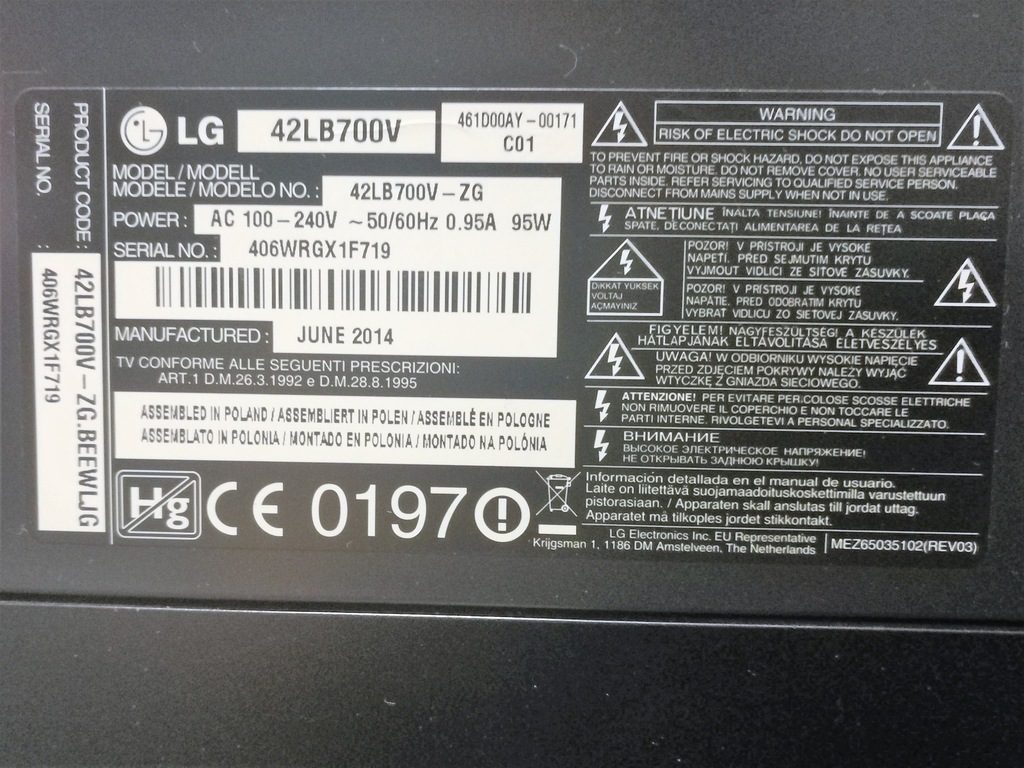 PRODUCT CODE : 42LB700V-ZG.BEEWLJG
SERIAL NO. : 406WRGX1F719
LG 42LB700V
461D00AY-00171
C01
MODEL / MODELL
MODELE / MODELO NO. : 42LB700V-ZG
POWER : AC 100-240V ~50/60Hz 0.95A 95W
SERIAL NO. : 406WRGX1F719
MANUFACTURED : JUNE 2014
TV CONFORME ALLE SEGUENTI PRESCRIZIONI:
ART.1 D.M.26.3.1992 e D.M.28.8.1995
ASSEMBLED IN POLAND / ASSEMBLIERT IN POLEN / ASSEMBLÉ EN POLOGNE
ASSEMBLATO IN POLONIA / MONTADO EN POLONIA / MONTADO NA POLÓNIA
Hg CE 0197
WARNING
RISK OF ELECTRIC SHOCK DO NOT OPEN
TO PREVENT FIRE OR SHOCK HAZARD, DO NOT EXPOSE THIS APPLIANCE
TO RAIN OR MOISTURE. DO NOT REMOVE COVER. NO USER SERVICEABLE
PARTS INSIDE. REFER SERVICING TO QUALIFIED SERVICE PERSON.
DISCONNECT FROM MAINS SUPPLY WHEN NOT IN USE.
ATNEŢIUNE ÎNALTA TENSIUNE! ÎNAINTE DE A SCOATE PLACA
SPATE, DECONECTAŢI ALIMENTAREA DE LA REŢEA
DIKKAT YUKSEK
VOLTAJ
AÇMAYINIZ
POZOR! V PRISTROJI JE VYSOKE
NAPETI. PRED SEJMUTIM KRYTU
VYJMOUT VIDLICI ZE SITOVE ZASUVKY.
POZOR! V PRISTROJI JE VYSOKÉ
NAPÄTIE. PRED ODOBRATIM KRYTU
VYBRAT VIDLICU ZO SIETOVEJ ZÁSUVKY.
FIGYELEM! NAGYFESZÜLTSÉG! A KÉSZÜLÉK
HÁTLAPJÁNAK ELTÁVOLÍTÁSA ÉLETVESZÉLYES
UWAGA! W ODBIORNIKU WYSOKIE NAPIĘCIE
PRZED ZDJĘCIEM POKRYWY NALEŻY WYJĄĆ
WTYCZKĘ Z GNIAZDA SIECIOWEGO.
ATTENZIONE! PER EVITARE PERICOLOSE SCOSSE ELETTRICHE
NON RIMUOVERE IL COPERCHIO E NON TOCCARE LE
PARTI INTERNE. RIVOLGETEVI A PERSONAL SPECIALIZZATO.
ВНИМАНИЕ
ВЫСОКОЕ ЭЛЕКТРИЧЕСКОЕ НАПРЯЖЕНИЕ!
НЕ ОТКРЫВАТЬ ЗАДНЮЮ КРЫШКУ!
Información detallada en el manual de usuario.
Laite on liitettävä suojamaadoituskoskettimilla varustettuun
pistorasiaan. / Apparaten skall anslutas till jordat uttag.
Apparatet må tilkoples jordet stikkontakt.
LG Electronics Inc. EU Representative
Krijgsman 1, 1186 DM Amstelveen, The Netherlands
MEZ65035102(REV03)